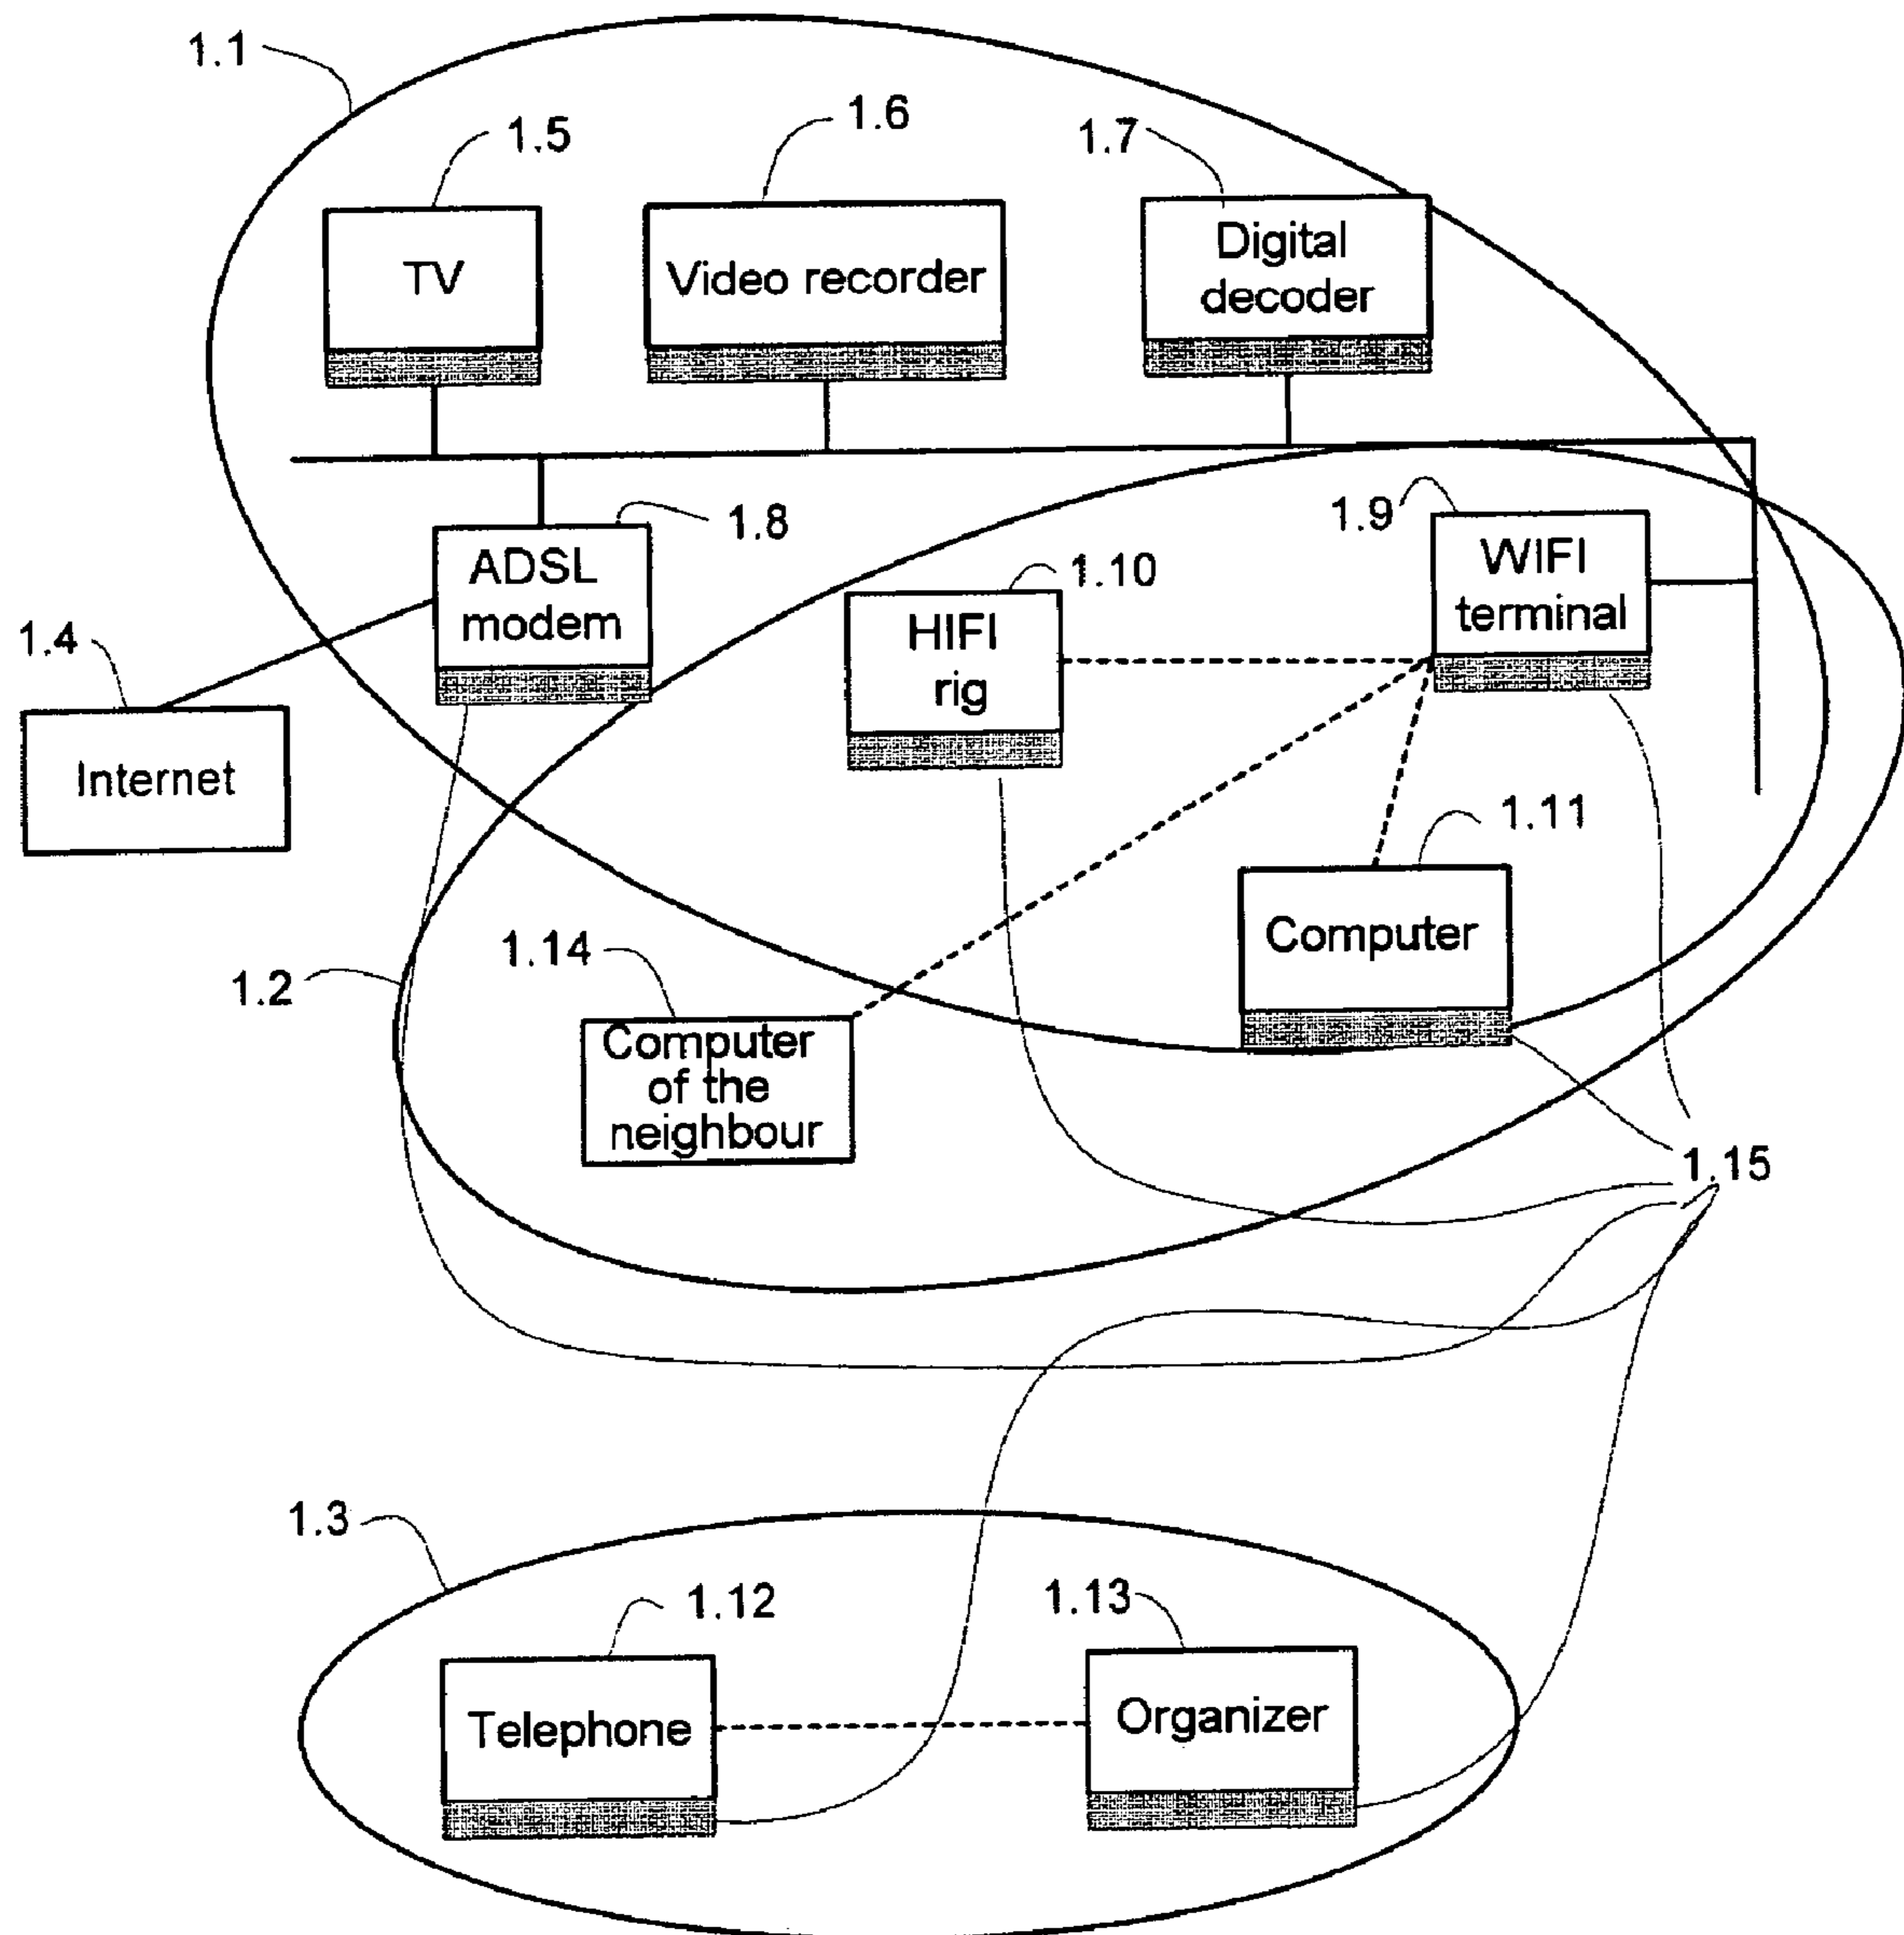 1.1
1.5
1.6
1.7
TV
Video recorder
Digital
decoder
1.8
1.9
ADSL
modem
1.10
WIFI
terminal
HIFI
rig
1.4
Internet
1.11
Computer
1.14
1.2
Computer
of the
neighbour
1.15
1.3
1.12
1.13
Telephone
Organizer